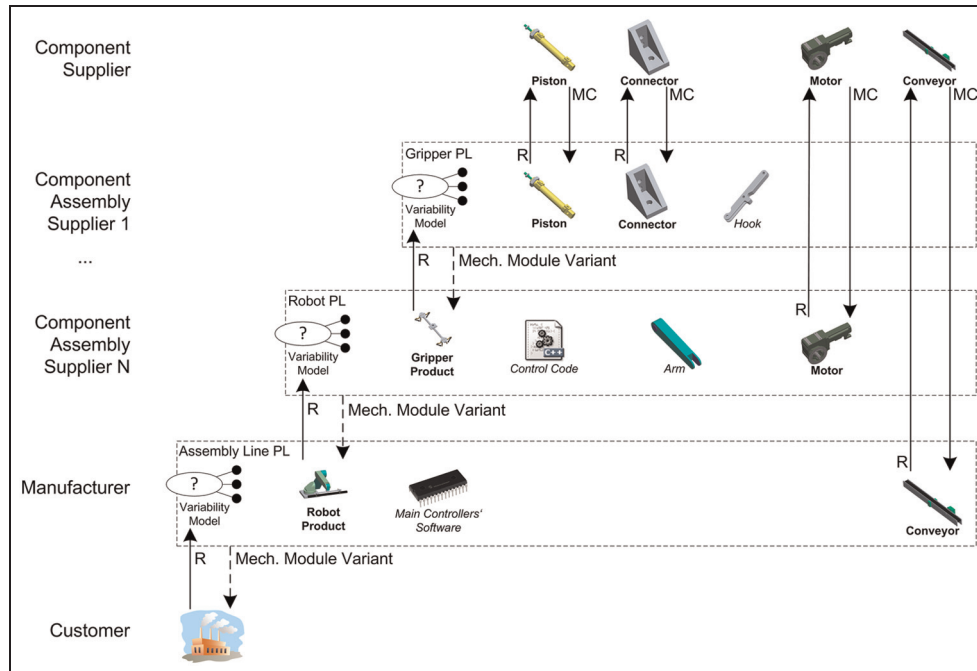 Component
Supplier
Piston
Connector
Motor
Conveyor
R
MC
R
MC
R
MC
R
MC
Component
Assembly
Supplier 1
...
Gripper PL
?
Variability
Model
Piston
Connector
Hook
R
Mech. Module Variant
Component
Assembly
Supplier N
Robot PL
?
Variability
Model
Gripper
Product
C++
Control Code
Arm
Motor
R
Mech. Module Variant
Manufacturer
Assembly Line PL
?
Variability
Model
Robot
Product
Main Controllers'
Software
Conveyor
R
Mech. Module Variant
Customer